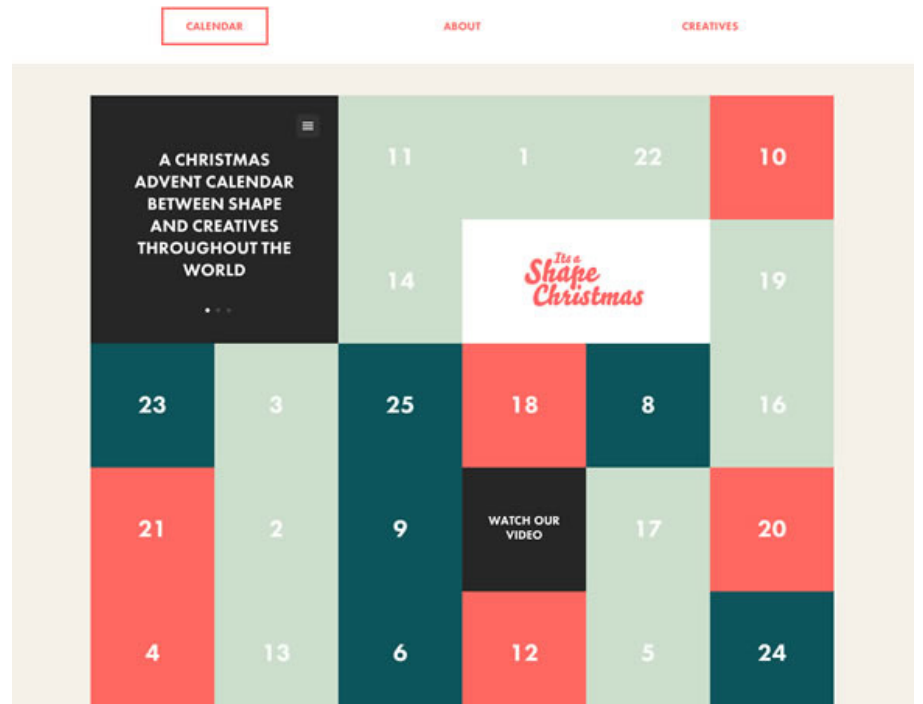 CALENDAR ABOUT CREATIVES
A CHRISTMAS
ADVENT CALENDAR
BETWEEN SHAPE
AND CREATIVES
THROUGHOUT THE
WORLD
11 1 22 10
14
Its a
Shape
Christmas
19
23 3 25 18 8 16
21 2 9
WATCH OUR
VIDEO
17 20
4 13 6 12 5 24